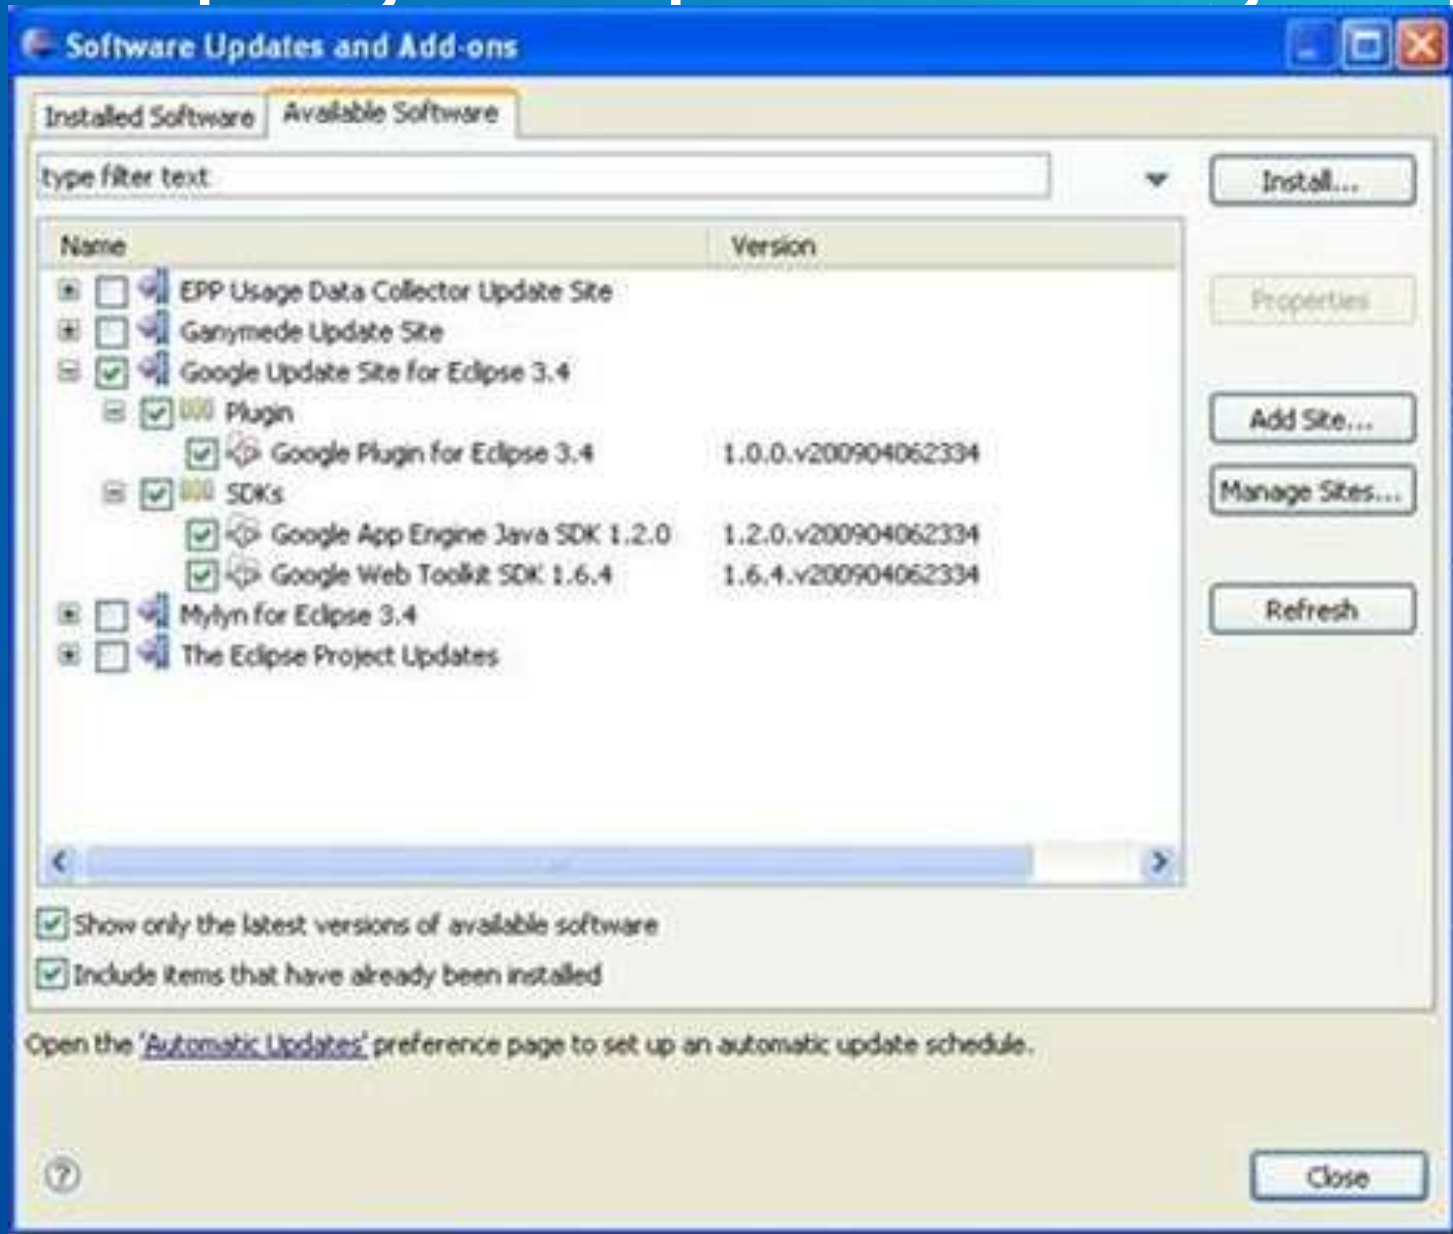 Software Updates and Add-ons
Installed Software Available Software
type filter text Install...
Name Version
EPP Usage Data Collector Update Site
Properties
Ganymede Update Site
Google Update Site for Eclipse 3.4
Plugin Add Site...
Google Plugin for Eclipse 3.4 1.0.0.v200904062334
SDKs Manage Sites...
Google App Engine Java SDK 1.2.0 1.2.0.v200904062334
Google Web Toolkit SDK 1.6.4 1.6.4.v200904062334
Mylyn for Eclipse 3.4 Refresh
The Eclipse Project Updates
Show only the latest versions of available software
Include items that have already been installed
Open the 'Automatic Updates' preference page to set up an automatic update schedule.
? Close